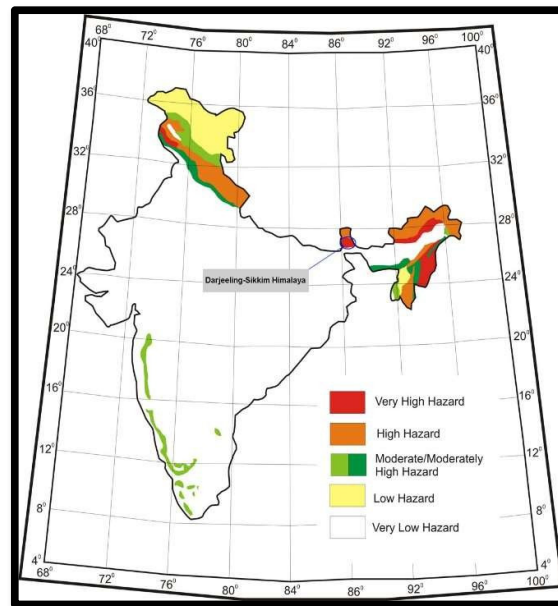 68° 72° 76° 80° 84° 88° 92° 96° 100°
40° 40°
36° 36°
32° 32°
28° 28°
24° 24°
20° 20°
16° 16°
12° 12°
8° 8°
4° 4°
68° 72° 76° 80° 84° 88° 92° 96° 100°
Darjeeling-Sikkim Himalaya
Very High Hazard
High Hazard
Moderate/Moderately
High Hazard
Low Hazard
Very Low Hazard